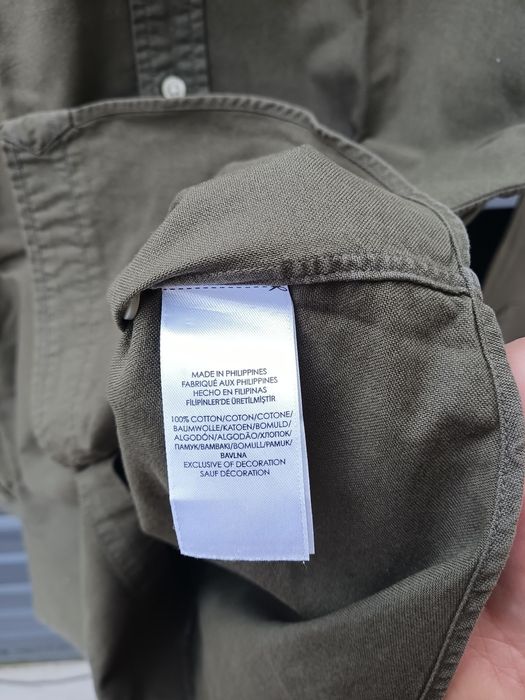 MADE IN PHILIPPINES
FABRIQUÉ AUX PHILIPPINES
HECHO EN FILIPINAS
FİLİPİNLER'DE ÜRETİLMİŞTİR
100% COTTON/COTON/COTONE/
BAUMWOLLE/KATOEN/BOMULD/
ALGODÓN/ALGODÃO/ХЛОПОК/
ПАМУК/BAMBAKI/BOMULL/PAMUK/
BAVLNA
EXCLUSIVE OF DECORATION
SAUF DÉCORATION